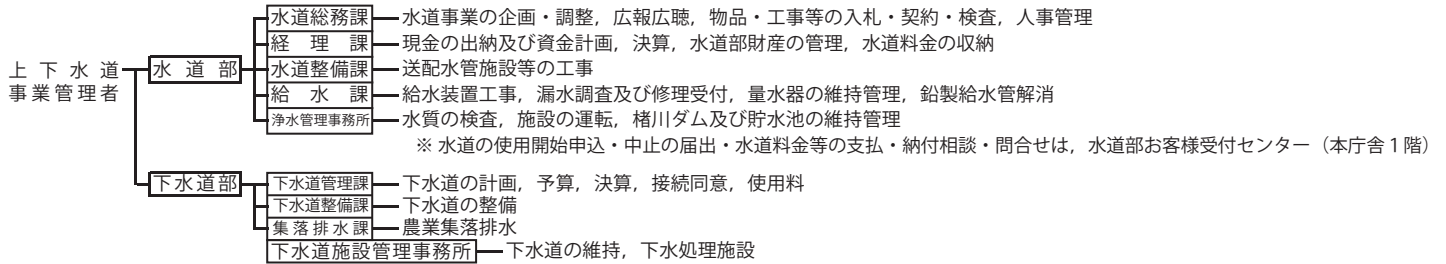 水道総務課 水道事業の企画・調整，広報広聴，物品・工事等の入札・契約・検査，人事管理
経理課 現金の出納及び資金計画，決算，水道部財産の管理，水道料金の収納
上下水道事業管理者 水道部 水道整備課 送配水管施設等の工事
給水課 給水装置工事，漏水調査及び修理受付，量水器の維持管理，鉛製給水管解消
浄水管理事務所 水質の検査，施設の運転，楮川ダム及び貯水池の維持管理
※ 水道の使用開始申込・中止の届出・水道料金等の支払・納付相談・問合せは，水道部お客様受付センター（本庁舎１階）
下水道部 下水道管理課 下水道の計画，予算，決算，接続同意，使用料
下水道整備課 下水道の整備
集落排水課 農業集落排水
下水道施設管理事務所 下水道の維持，下水処理施設